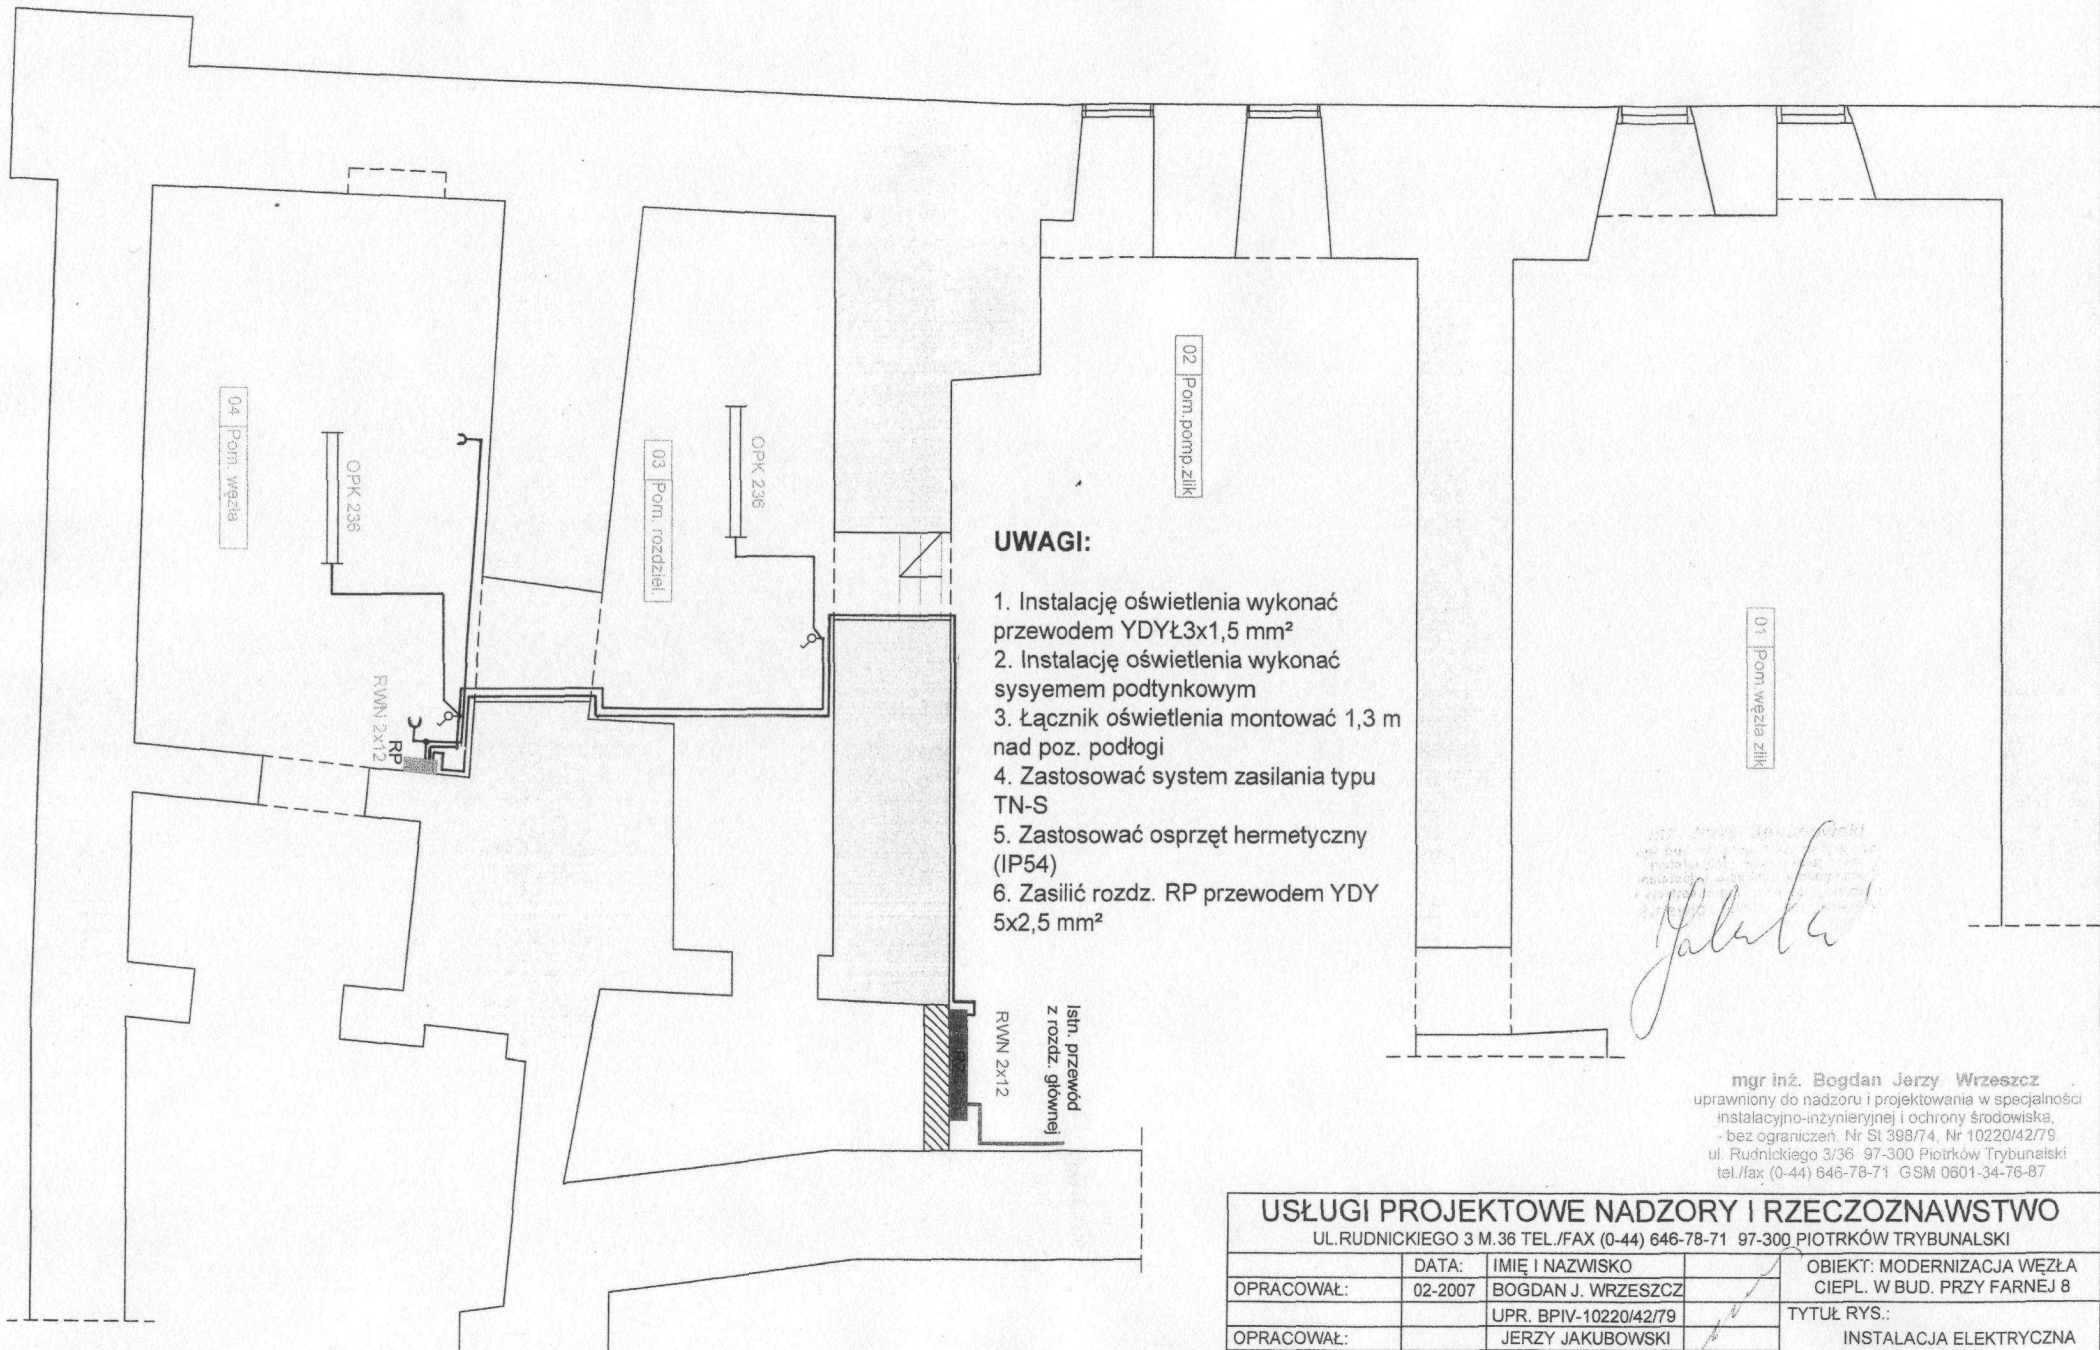 04 Pom. węzła
OPK 236
03 Pom. rozdziel.
OPK 236
02 Pom.pomp.zlik
01 Pom.węzła zlik
RWN 2x12
RP
UWAGI:
1. Instalację oświetlenia wykonać
przewodem YDYŁ3x1,5 mm²
2. Instalację oświetlenia wykonać
sysyemem podtynkowym
3. Łącznik oświetlenia montować 1,3 m
nad poz. podłogi
4. Zastosować system zasilania typu
TN-S
5. Zastosować osprzęt hermetyczny
(IP54)
6. Zasilić rozdz. RP przewodem YDY
5x2,5 mm²
RWN 2x12
Istn. przewód
z rozdz. głównej
mgr inż. Bogdan Jerzy Wrzeszcz
uprawniony do nadzoru i projektowania w specjalności
instalacyjno-inżynieryjnej i ochrony środowiska,
- bez ograniczeń. Nr St 398/74, Nr 10220/42/79.
ul. Rudnickiego 3/36 97-300 Piotrków Trybunalski
tel./fax (0-44) 646-78-71 GSM 0601-34-76-87
USŁUGI PROJEKTOWE NADZORY I RZECZOZNAWSTWO
UL.RUDNICKIEGO 3 M.36 TEL./FAX (0-44) 646-78-71 97-300 PIOTRKÓW TRYBUNALSKI
DATA: IMIĘ I NAZWISKO
OBIEKT: MODERNIZACJA WĘZŁA
CIEPL. W BUD. PRZY FARNEJ 8
OPRACOWAŁ: 02-2007 BOGDAN J. WRZESZCZ
UPR. BPIV-10220/42/79
TYTUŁ RYS.:
OPRACOWAŁ: JERZY JAKUBOWSKI
INSTALACJA ELEKTRYCZNA